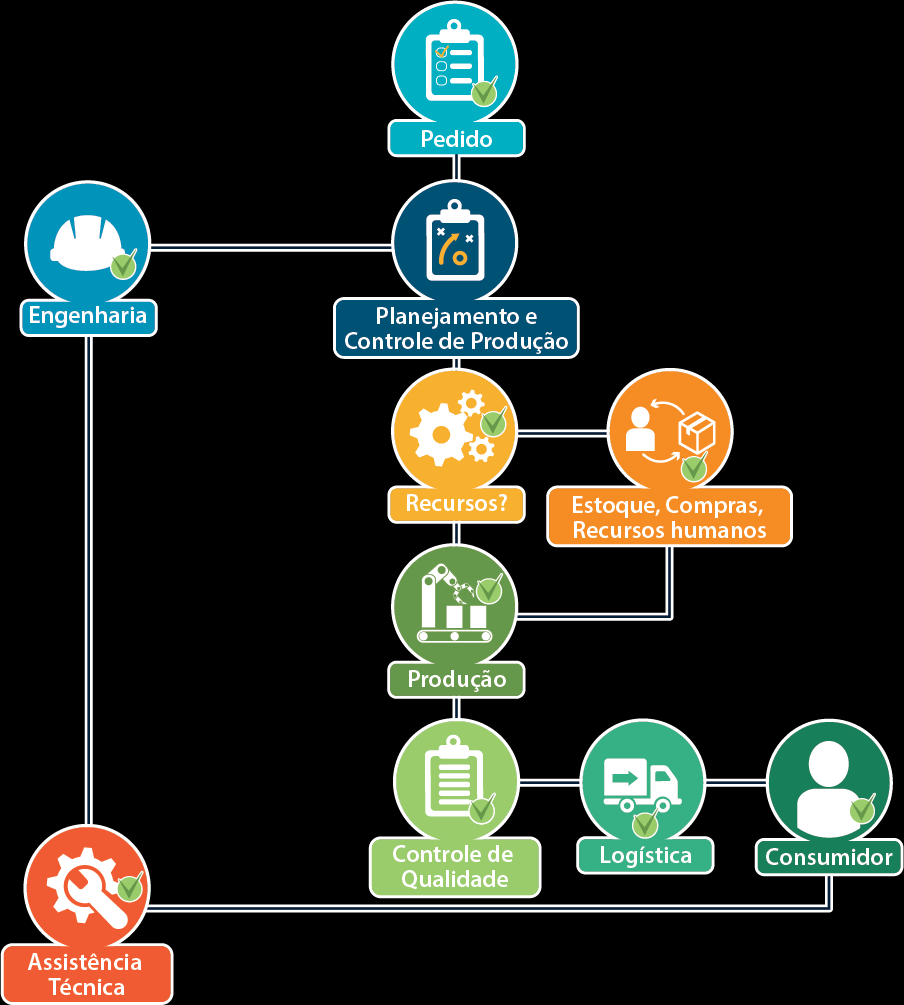 Pedido
Engenharia
Planejamento e
Controle de Produção
Recursos?
Estoque, Compras,
Recursos humanos
Produção
Controle de
Qualidade
Logística
Consumidor
Assistência
Técnica